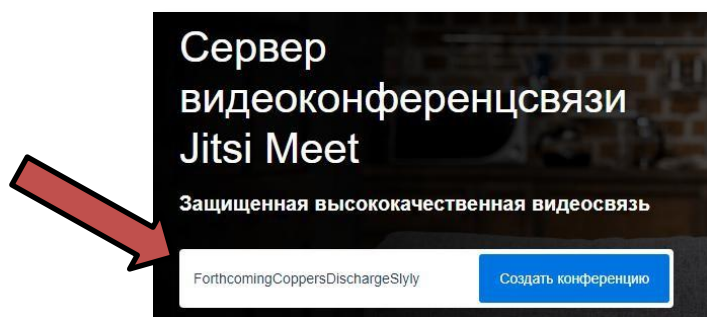 Сервер
видеоконференцсвязи
Jitsi Meet
Защищенная высококачественная видеосвязь
ForthcomingCoppersDischargeSlyly Создать конференцию